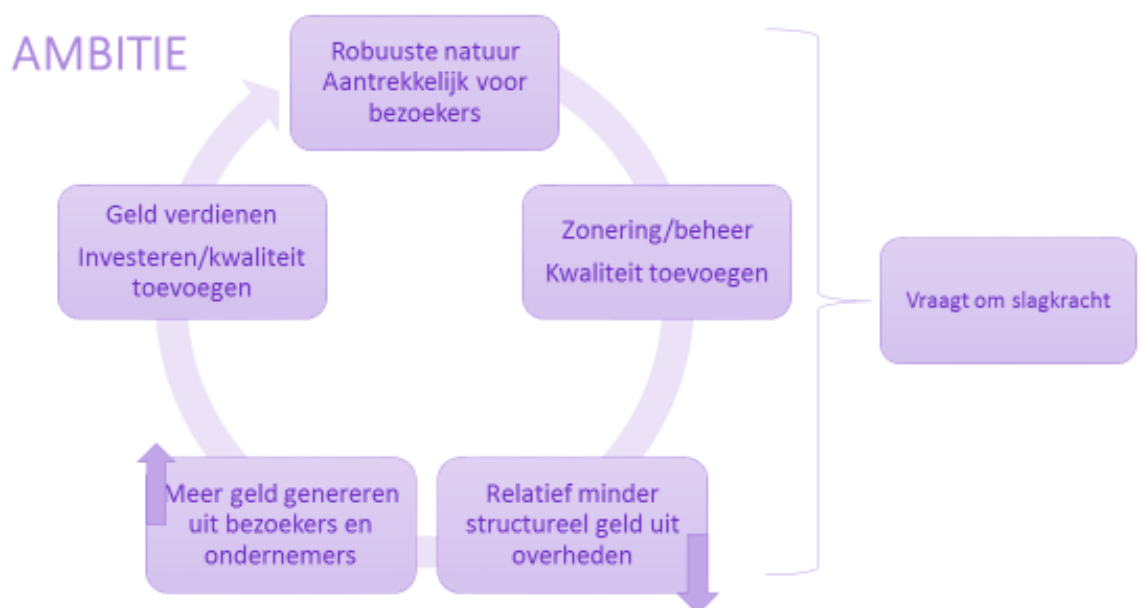 AMBITIE
Robuuste natuur
Aantrekkelijk voor
bezoekers
Zonering/beheer
Kwaliteit toevoegen
Relatief minder
structureel geld uit
overheden
Meer geld genereren
uit bezoekers en
ondernemers
Geld verdienen
Investeren/kwaliteit
toevoegen
Vraagt om slagkracht